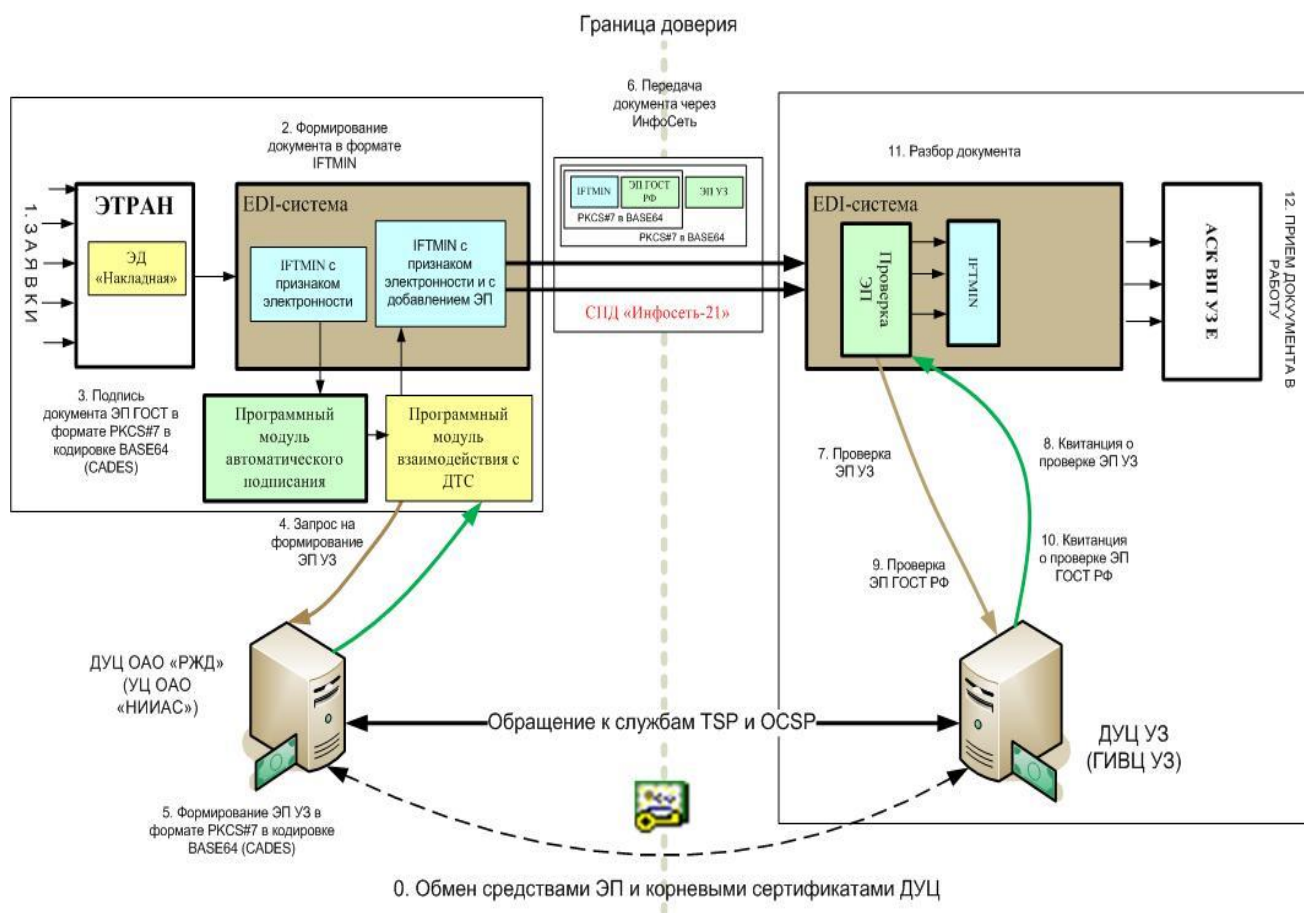 Граница доверия
6. Передача
документа через
ИнфоСеть
2. Формирование
документа в формате
IFTMIN
11. Разбор документа
1. З А Я В К И
ЭТРАН
ЭД
«Накладная»
EDI-система
IFTMIN с
признаком
электронности
IFTMIN с
признаком
электронности и с
добавлением ЭП
IFTMIN
ЭП ГОСТ
РФ
ЭП УЗ
PKCS#7 в BASE64
PKCS#7 в BASE64
СПД «Инфосеть-21»
EDI-система
Проверка
ПЭ
IFTMIN
АСК ВП УЗ Е
12. ПРИЕМ ДОКУУМЕНТА В
РАБОТУ
3. Подпись
документа ЭП ГОСТ в
формате PKCS#7 в
кодировке BASE64
(CADES)
Программный
модуль
автоматического
подписания
Программный
модуль
взаимодействия с
ДТС
7. Проверка
ЭП УЗ
8. Квитанция о
проверке ЭП УЗ
4. Запрос на
формирование
ЭП УЗ
9. Проверка
ЭП ГОСТ РФ
10. Квитанция
о проверке ЭП
ГОСТ РФ
ДУЦ ОАО «РЖД»
(УЦ ОАО
«НИИАС»)
Обращение к службам TSP и OCSP
ДУЦ УЗ
(ГИВЦ УЗ)
5. Формирование ЭП УЗ в
формате PKCS#7 в кодировке
BASE64 (CADES)
0. Обмен средствами ЭП и корневыми сертификатами ДУЦ